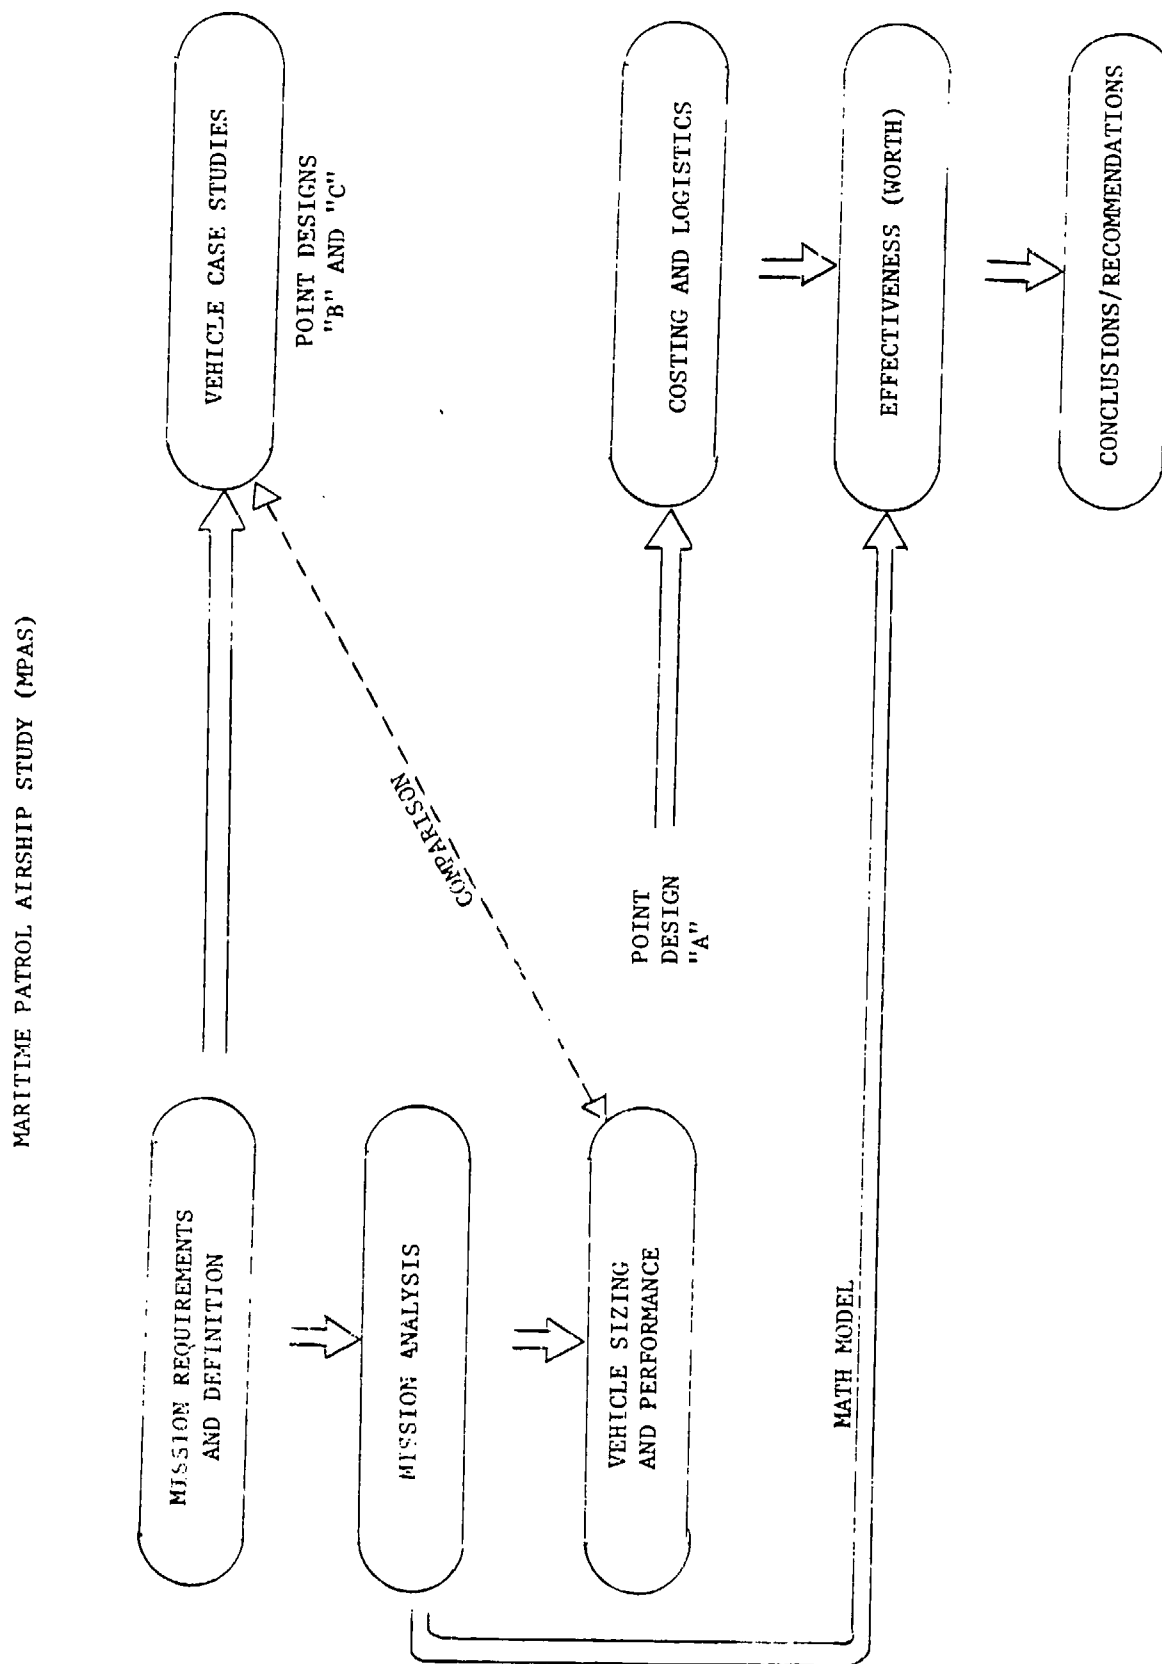 MARITIME PATROL AIRSHIP STUDY (MPAS)
MISSION REQUIREMENTS
AND DEFINITION
VEHICLE CASE STUDIES
POINT DESIGNS
"B" AND "C"
MISSION ANALYSIS
COMPARISON
VEHICLE SIZING
AND PERFORMANCE
POINT
DESIGN
"A"
COSTING AND LOGISTICS
MATH MODEL
EFFECTIVENESS (WORTH)
CONCLUSIONS/RECOMMENDATIONS